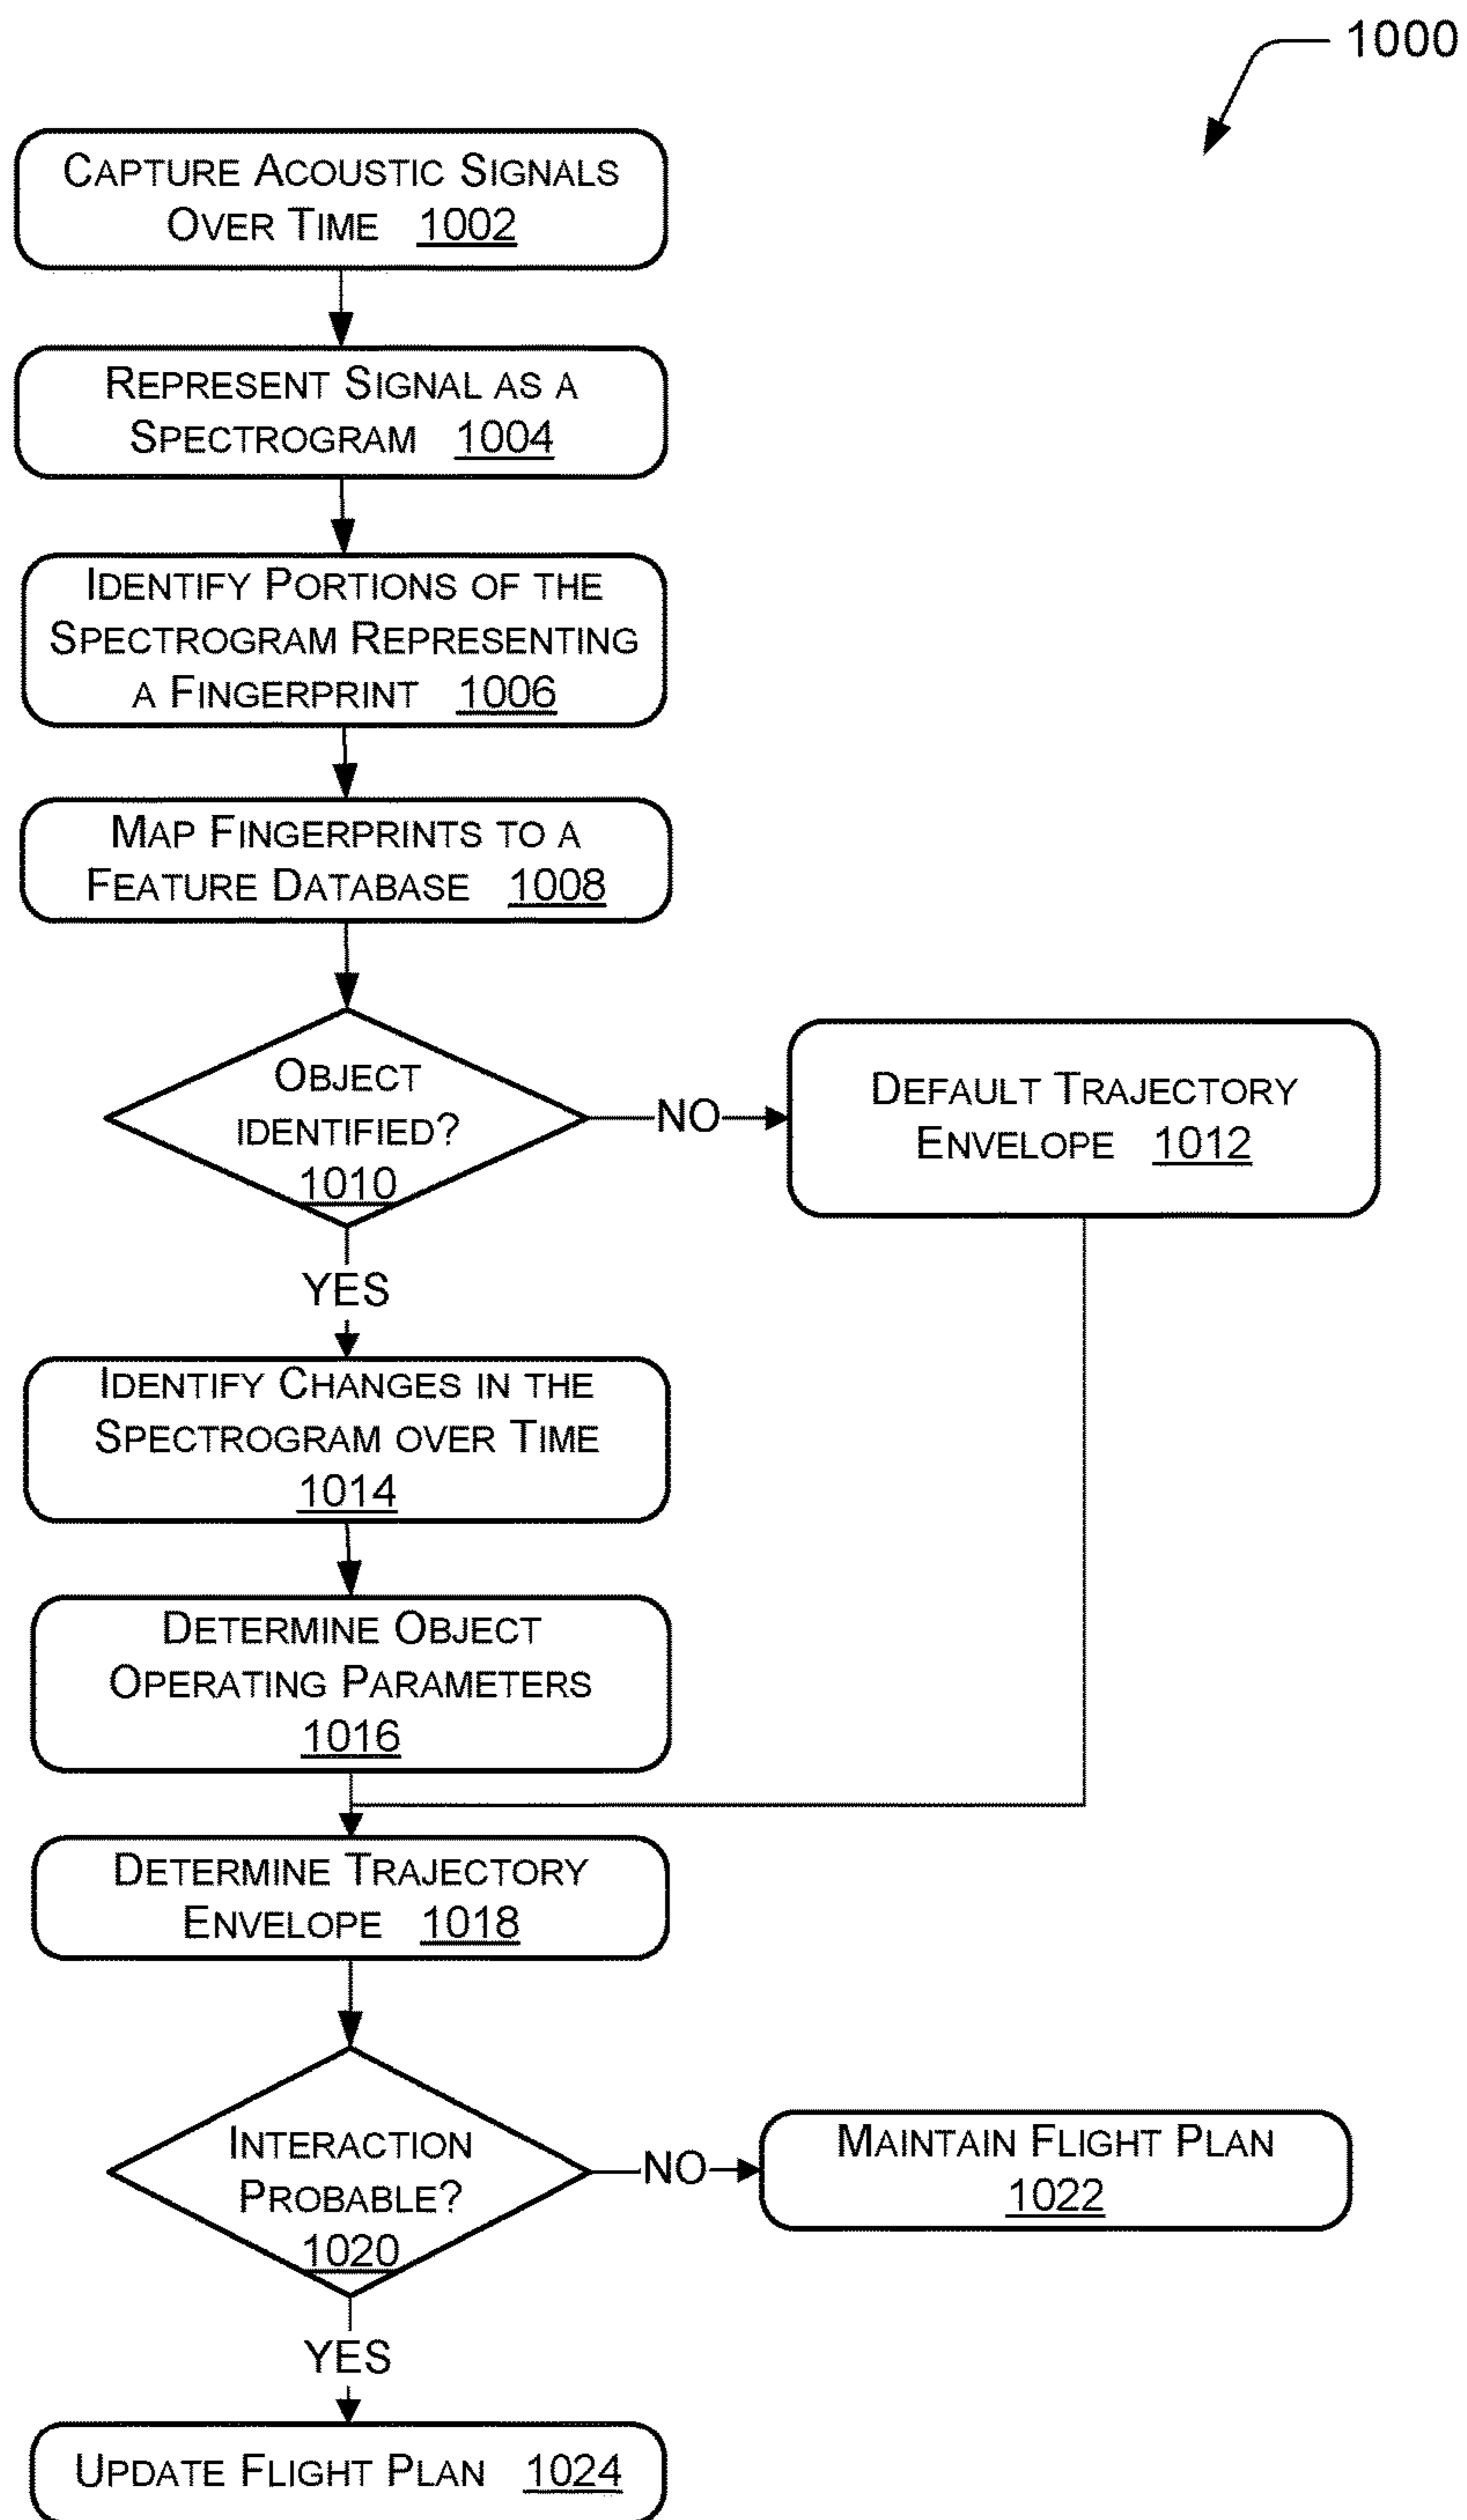 1000
CAPTURE ACOUSTIC SIGNALS
OVER TIME 1002
REPRESENT SIGNAL AS A
SPECTROGRAM 1004
IDENTIFY PORTIONS OF THE
SPECTROGRAM REPRESENTING
A FINGERPRINT 1006
MAP FINGERPRINTS TO A
FEATURE DATABASE 1008
OBJECT
IDENTIFIED?
1010
NO
DEFAULT TRAJECTORY
ENVELOPE 1012
YES
IDENTIFY CHANGES IN THE
SPECTROGRAM OVER TIME
1014
DETERMINE OBJECT
OPERATING PARAMETERS
1016
DETERMINE TRAJECTORY
ENVELOPE 1018
INTERACTION
PROBABLE?
1020
NO
MAINTAIN FLIGHT PLAN
1022
YES
UPDATE FLIGHT PLAN 1024